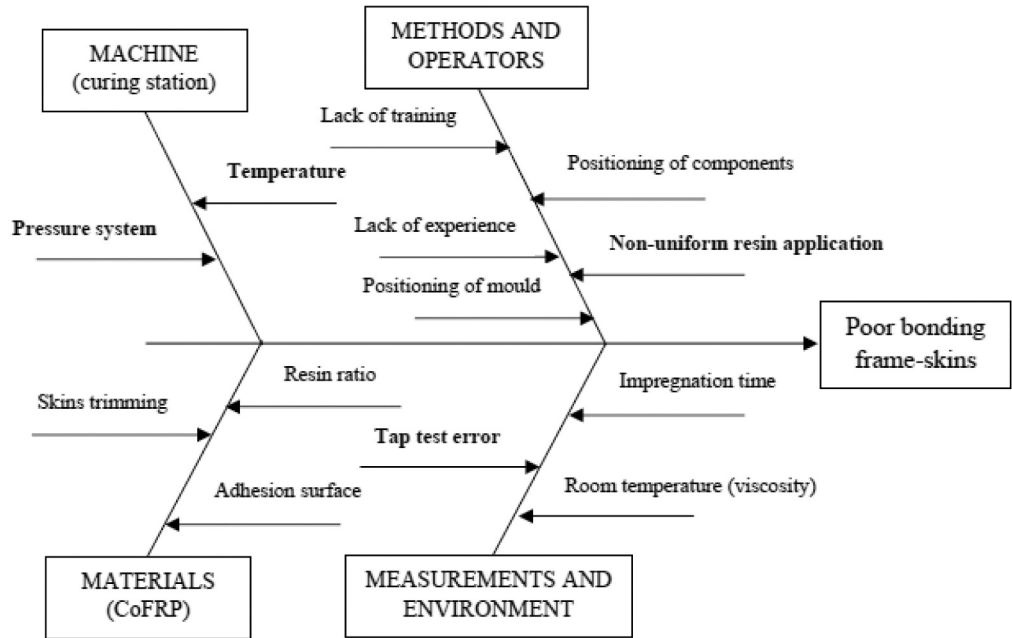 MACHINE
(curing station)
METHODS AND
OPERATORS
Lack of training
Temperature
Positioning of components
Pressure system
Lack of experience
Non-uniform resin application
Positioning of mould
Poor bonding
frame-skins
Resin ratio
Impregnation time
Skins trimming
Tap test error
Adhesion surface
Room temperature (viscosity)
MATERIALS
(CoFRP)
MEASUREMENTS AND
ENVIRONMENT